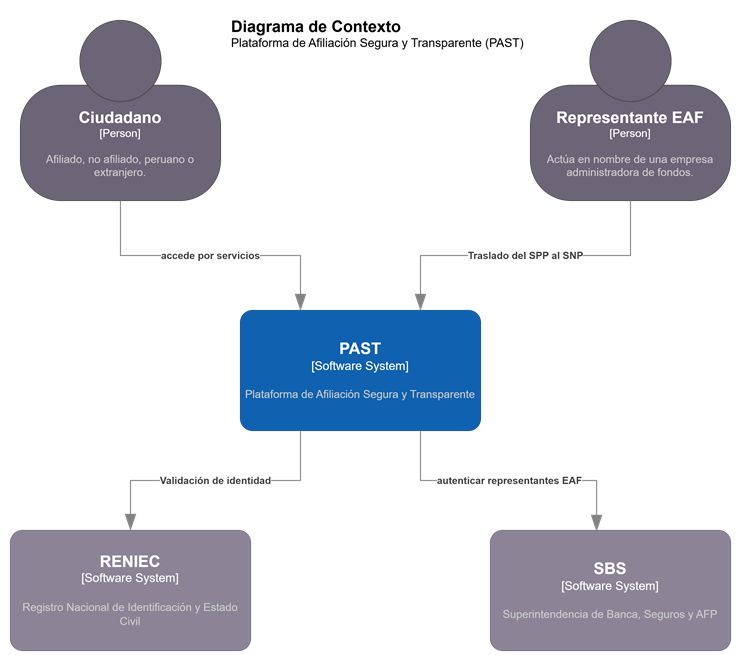 Diagrama de Contexto
Plataforma de Afiliación Segura y Transparente (PAST)
Ciudadano
[Person]
Afiliado, no afiliado, peruano o
extranjero.
Representante EAF
[Person]
Actúa en nombre de una empresa
administradora de fondos.
accede por servicios
Traslado del SPP al SNP
PAST
[Software System]
Plataforma de Afiliación Segura y Transparente
Validación de identidad
autenticar representantes EAF
RENIEC
[Software System]
Registro Nacional de Identificación y Estado
Civil
SBS
[Software System]
Superintendencia de Banca, Seguros y AFP